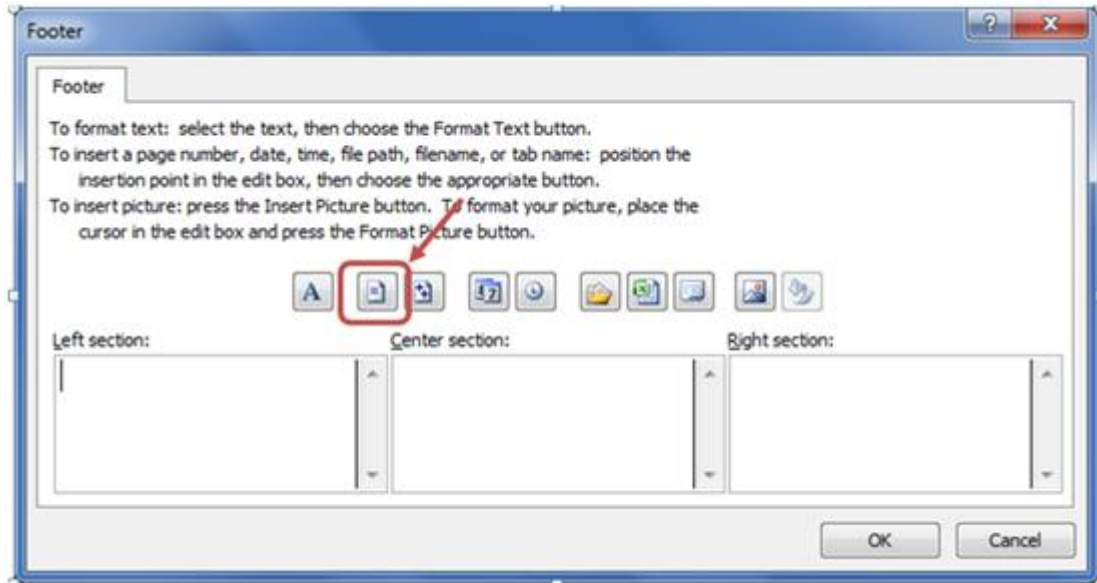 Footer
Footer
To format text: select the text, then choose the Format Text button.
To insert a page number, date, time, file path, filename, or tab name: position the
insertion point in the edit box, then choose the appropriate button.
To insert picture: press the Insert Picture button. To format your picture, place the
cursor in the edit box and press the Format Picture button.
A
Left section: Center section: Right section:
OK Cancel